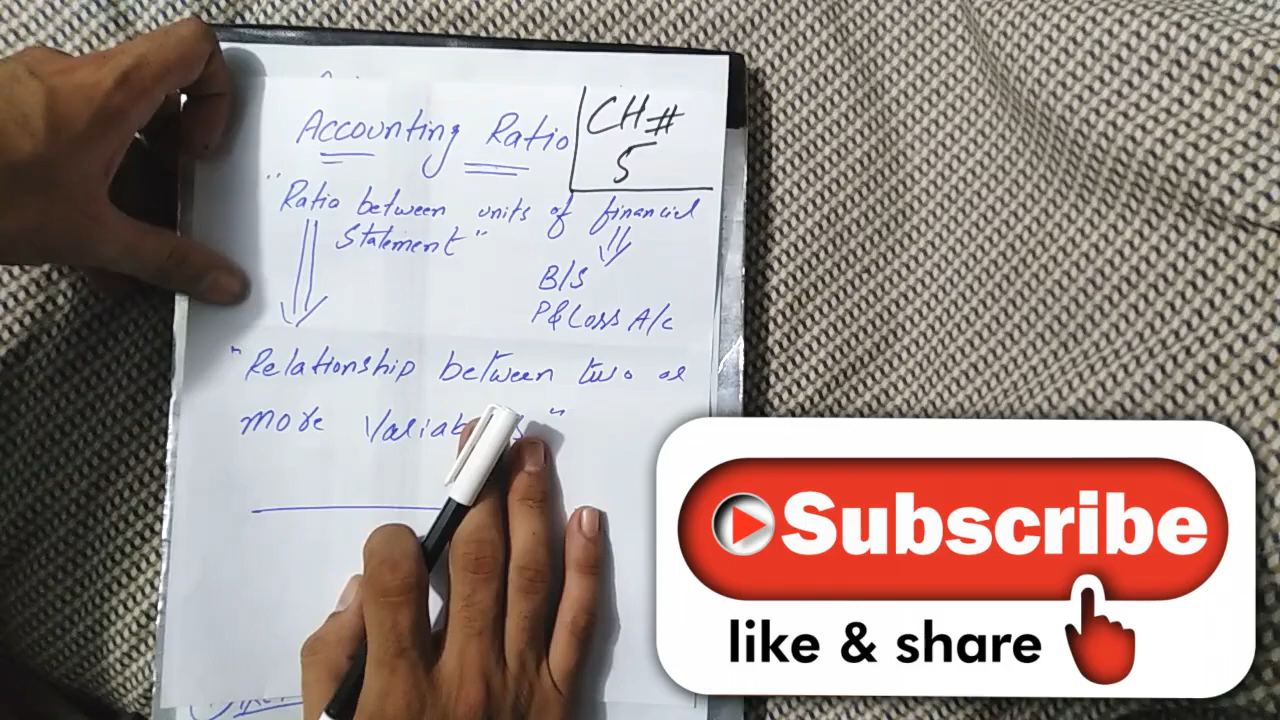 Accounting Ratio
CH#
5
"Ratio between units of financial
Statement"
B/S
P&Loss A/c
"Relationship between two or
more
Subscribe
like & share